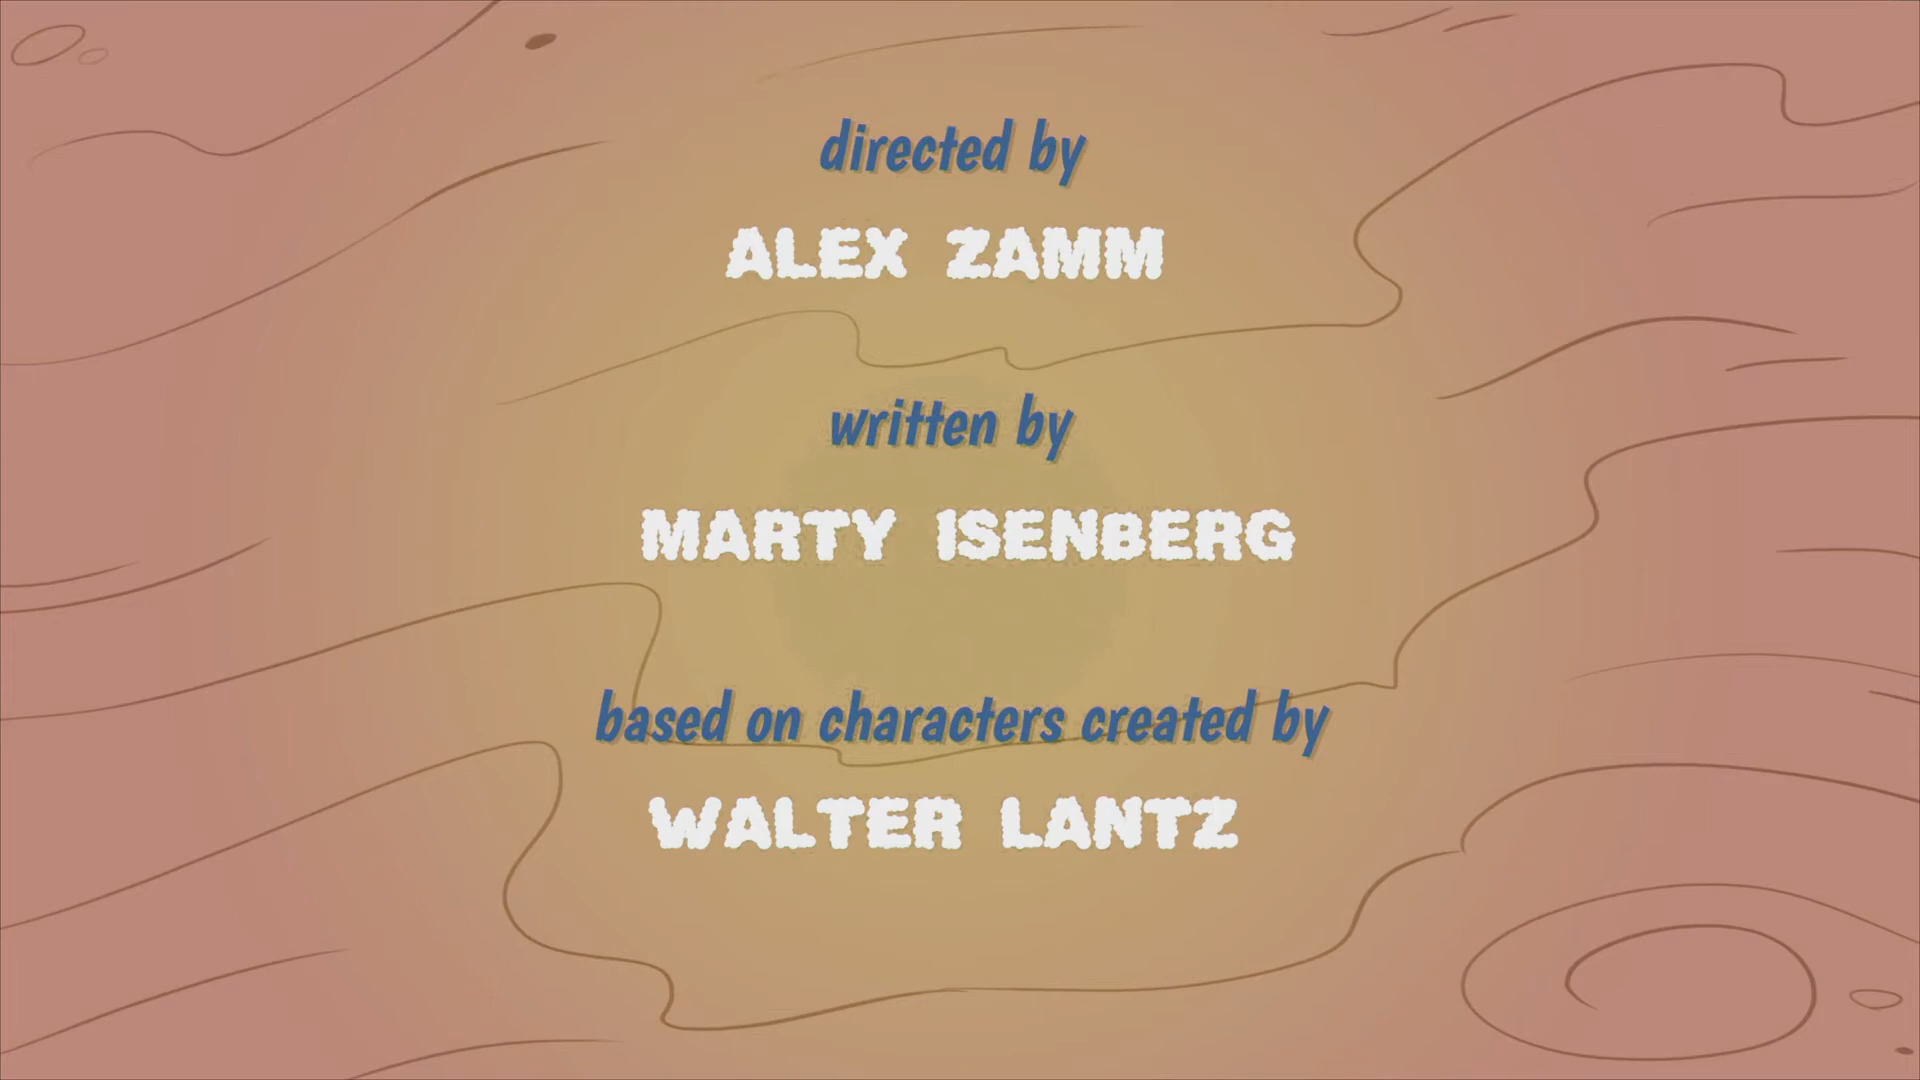 directed by
ALEX ZAMM
written by
MARTY ISENBERG
based on characters created by
WALTER LANTZ